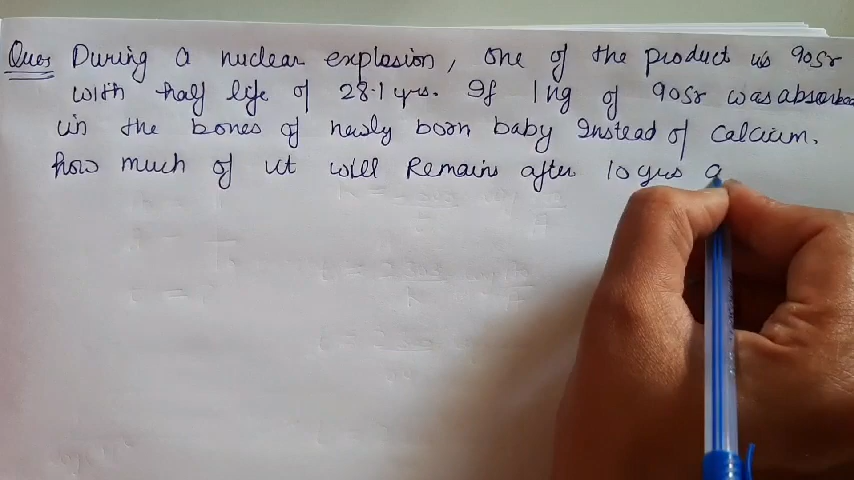 Ques During a nuclear explosion, one of the product is 90Sr
with half life of 28.1 yrs. If 1ng of 90Sr was absorbed
in the bones of newly born baby Instead of calcium.
how much of it will Remains after 10 yrs a